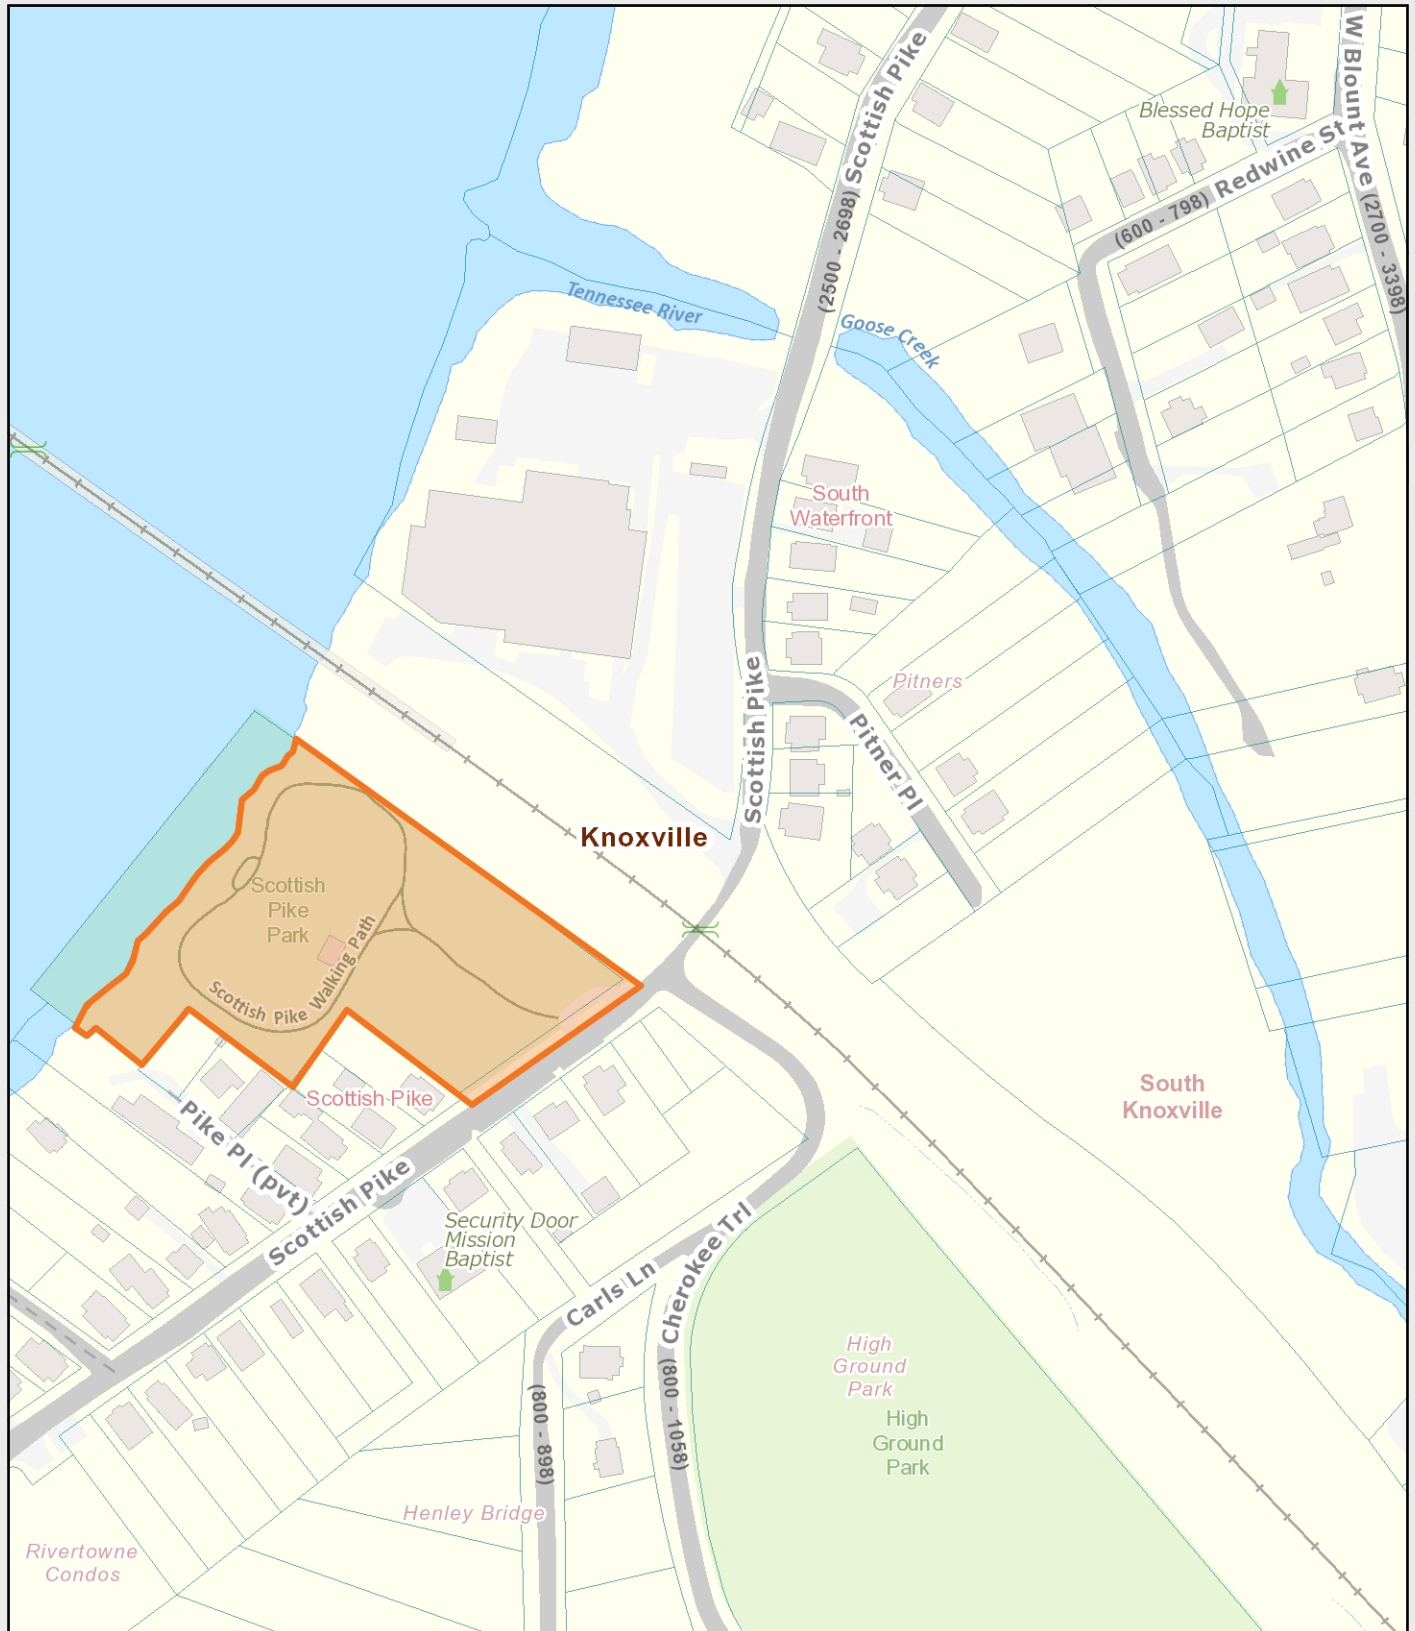 W Blount Ave
(2700 - 3398)
Scottish Pike
(2500 - 2698)
Blessed Hope
Baptist
Redwine St
(600 - 798)
Tennessee River
Goose Creek
South
Waterfront
Pitners
Scottish Pike
Pitner Pl
Knoxville
Scottish
Pike
Park
Scottish Pike Walking Path
Scottish Pike
South
Knoxville
Pike Pl (pvt)
Scottish Pike
Security Door
Mission
Baptist
Carls Ln
(800 - 898)
Cherokee Trl
(800 - 1058)
High
Ground
Park
High
Ground
Park
Henley Bridge
Rivertowne
Condos